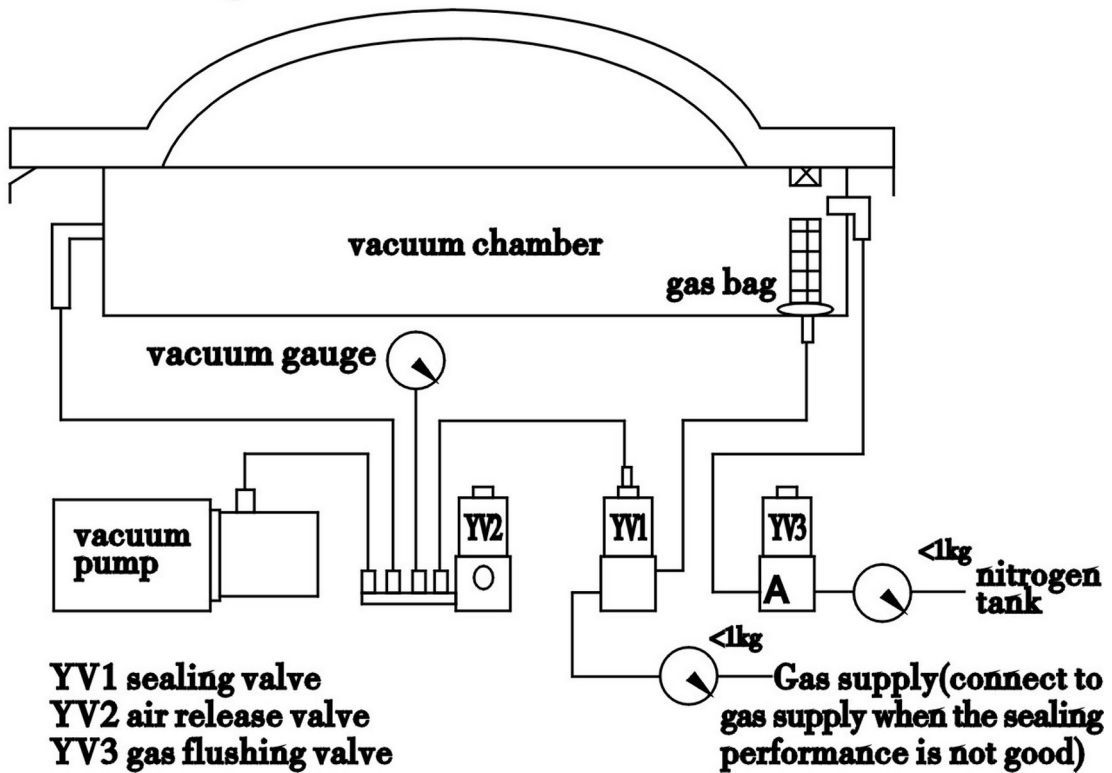 vacuum chamber
gas bag
vacuum gauge
vacuum
pump
YV2
YV1
YV3
A
<1kg
nitrogen
tank
<1kg
YV1 sealing valve
YV2 air release valve
YV3 gas flushing valve
Gas supply(connect to
gas supply when the sealing
performance is not good)